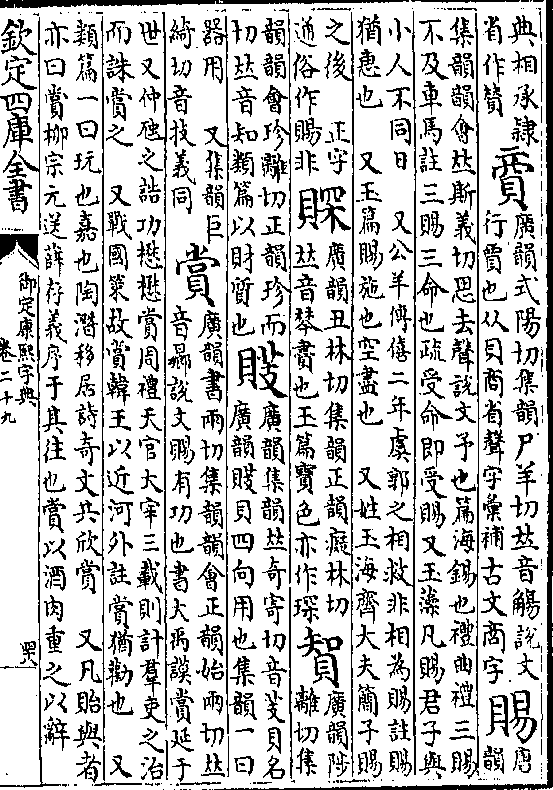 典相承隷
省作賛
𧶜
廣韻式陽切集韻尸羊切𠀤音觴說文
行賈也从貝商省聲字彙補古文商字
賜
唐
韻
集韻韻會𠀤斯義切思去聲說文予也篇海錫也禮曲禮三賜
不及車馬註三賜三命也疏受命即受賜又玉藻凡賜君子與
小人不同日　又公羊傳僖二年虞郭之相救非相為賜註賜
猶惠也　又玉篇賜施也空盡也　又姓玉海齊大夫簡子賜
之後　正字
通俗作賜非
賝
廣韻丑林切集韻正韻癡林切
𠀤音琴賮也玉篇寶色亦作琛
廣韻陟
離切集
韻韻會珍離切正韻珍而
切𠀤音知類篇以財質也
廣韻集韻𠀤奇寄切音芰貝名
廣韻貝四向用也集韻一曰
器用　又集韻巨
綺切音技義同
賞
廣韻書兩切集韻韻會正韻始兩切𠀤
音曏說文賜有功也書大禹謨賞延于
世又仲虺之誥功懋懋賞周禮天官大宰三載則計羣吏之治
而誅賞之　又戰國策故賞韓王以近河外註賞猶勸也　又
類篇一曰玩也嘉也陶潛移居詩奇文共欣賞　又凡貽與者
亦曰賞柳宗元送薛存義序于其往也賞以酒肉重之以辭
欽定四庫全書
御定康熙字典
卷二十九